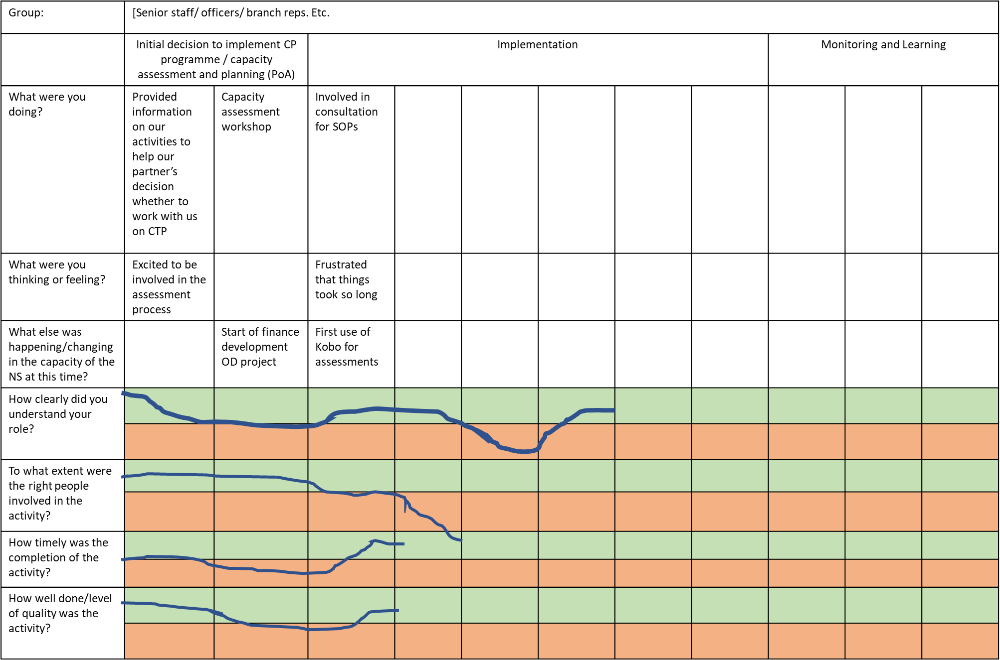 Group:
[Senior staff/ officers/ branch reps. Etc.
Initial decision to implement CP
programme / capacity
assessment and planning (PoA)
Implementation
Monitoring and Learning
What were you
doing?
Provided
information
on our
activities to
help our
partner’s
decision
whether to
work with us
on CTP
Capacity
assessment
workshop
Involved in
consultation
for SOPs
What were you
thinking or feeling?
Excited to be
involved in the
assessment
process
Frustrated
that things
took so long
What else was
happening/changing
in the capacity of the
NS at this time?
Start of finance
development
OD project
First use of
Kobo for
assessments
How clearly did you
understand your
role?
To what extent were
the right people
involved in the
activity?
How timely was the
completion of the
activity?
How well done/level
of quality was the
activity?